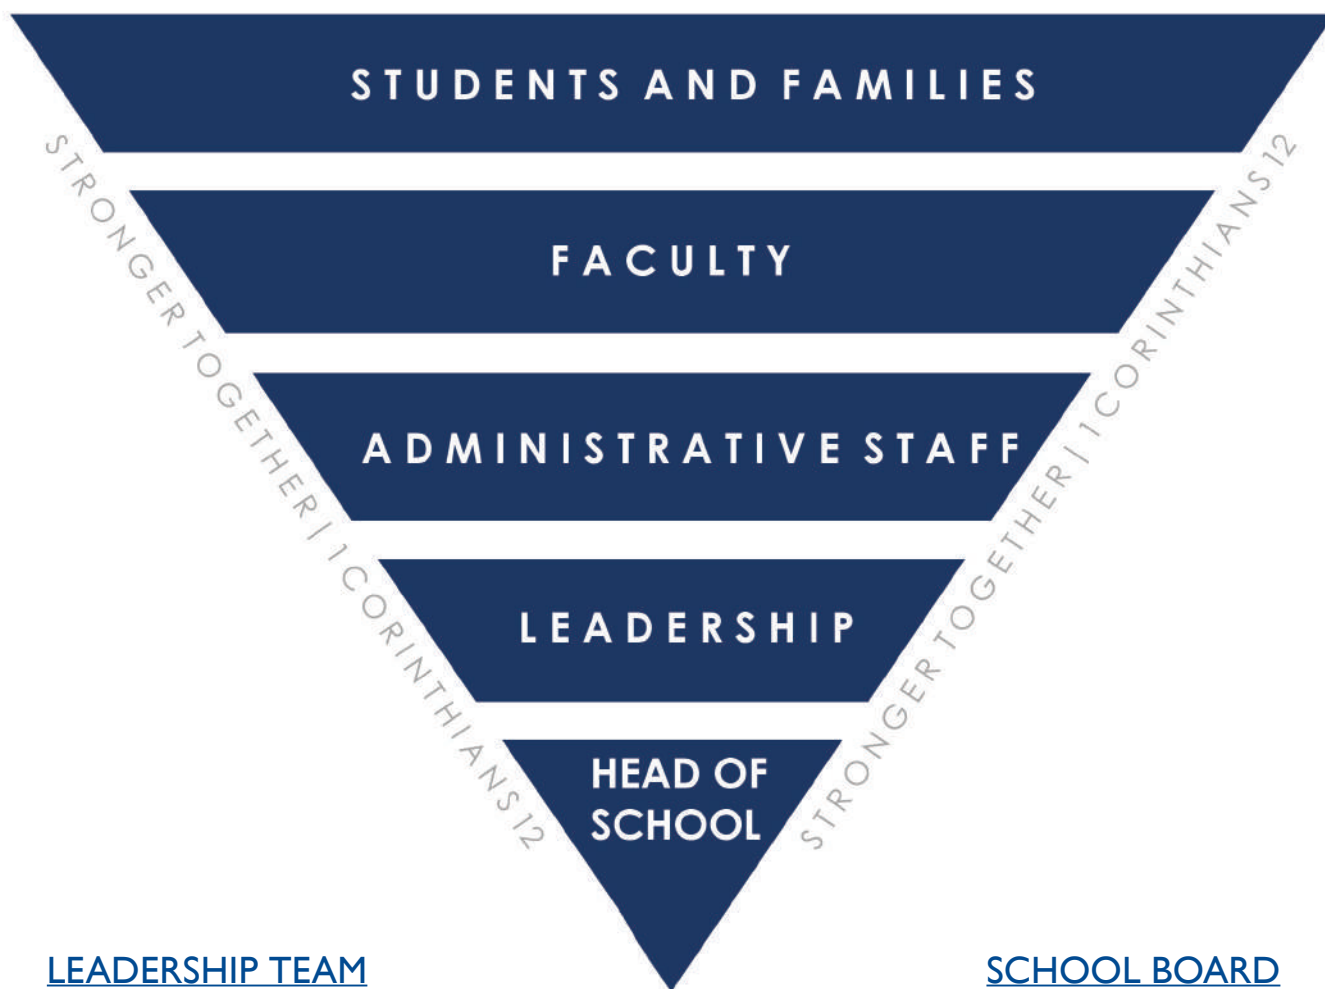 STUDENTS AND FAMILIES
STRONGER TOGETHER | 1 CORINTHIANS 12
STRONGER TOGETHER | 1 CORINTHIANS 12
FACULTY
ADMINISTRATIVE STAFF
LEADERSHIP
HEAD OF
SCHOOL
LEADERSHIP TEAM
SCHOOL BOARD